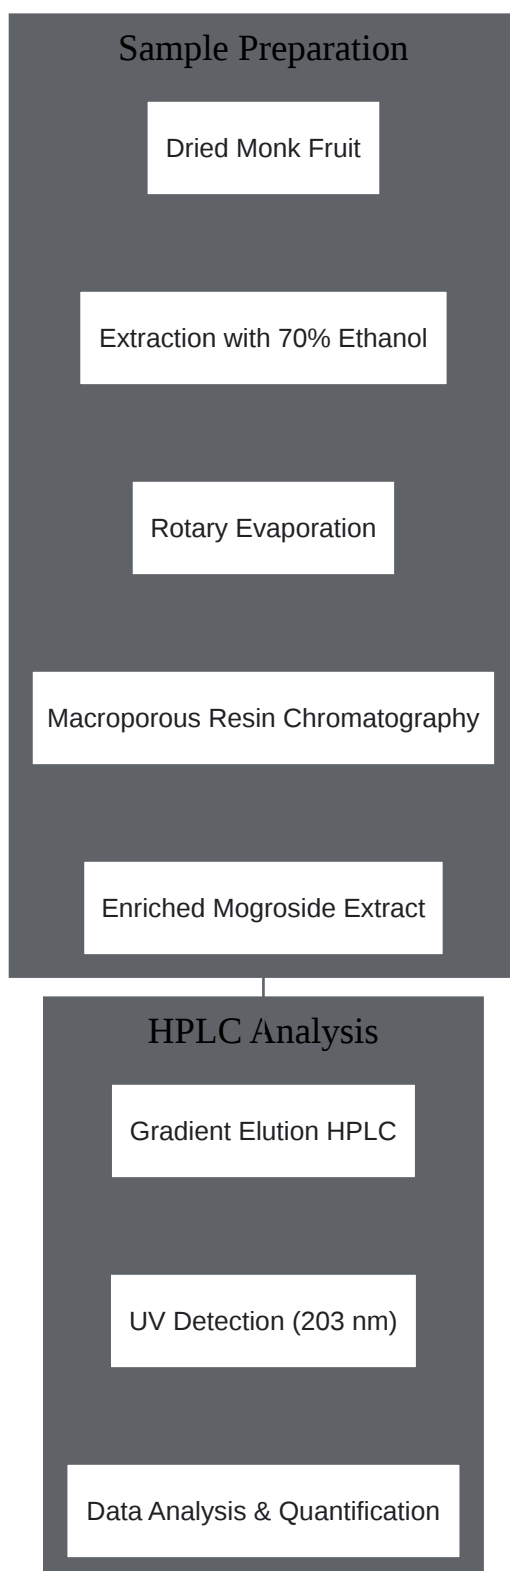 Sample Preparation
Dried Monk Fruit
Extraction with 70% Ethanol
Rotary Evaporation
Macroporous Resin Chromatography
Enriched Mogroside Extract
HPLC Analysis
Gradient Elution HPLC
UV Detection (203 nm)
Data Analysis & Quantification